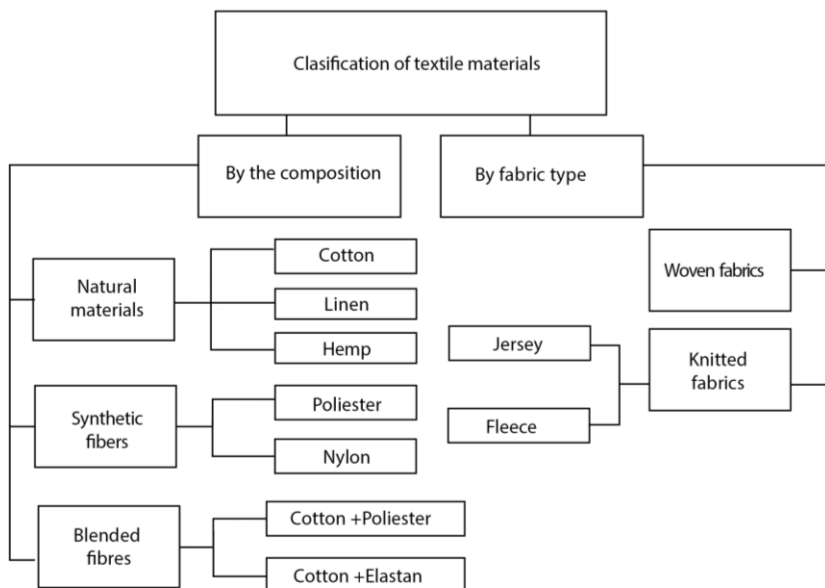 Clasification of textile materials
By the composition
By fabric type
Natural
materials
Cotton
Linen
Hemp
Synthetic
fibers
Poliester
Nylon
Blended
fibres
Cotton +Poliester
Cotton +Elastan
Woven fabrics
Knitted
fabrics
Jersey
Fleece